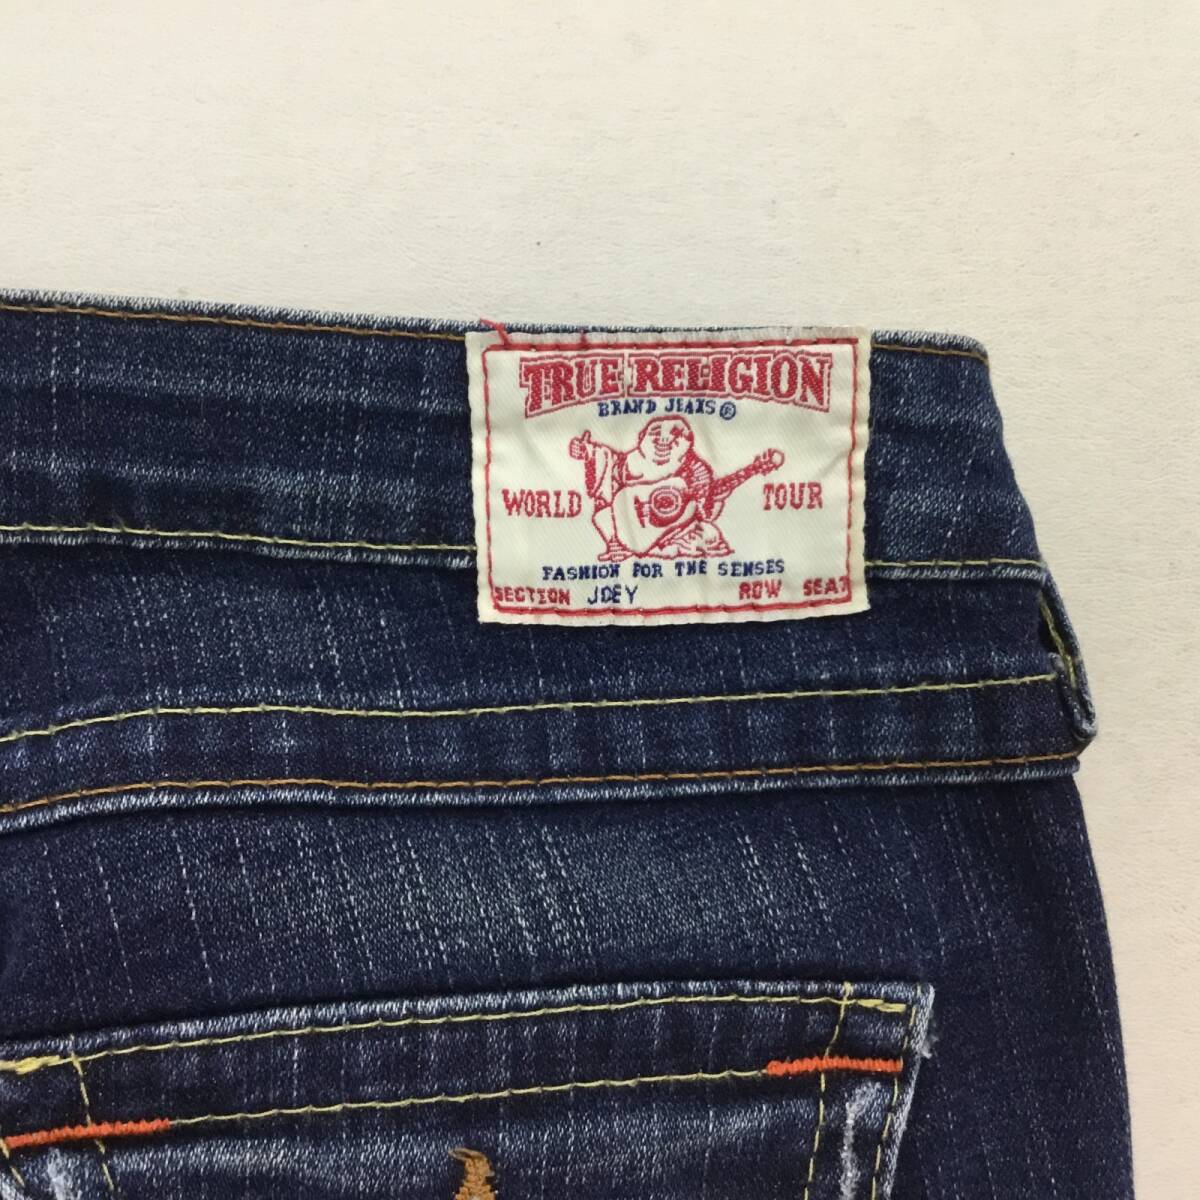 TRUE RELIGION
BRAND JEANS®
WORLD TOUR
FASHION FOR THE SENSES
SECTION JOEY ROW SEAT